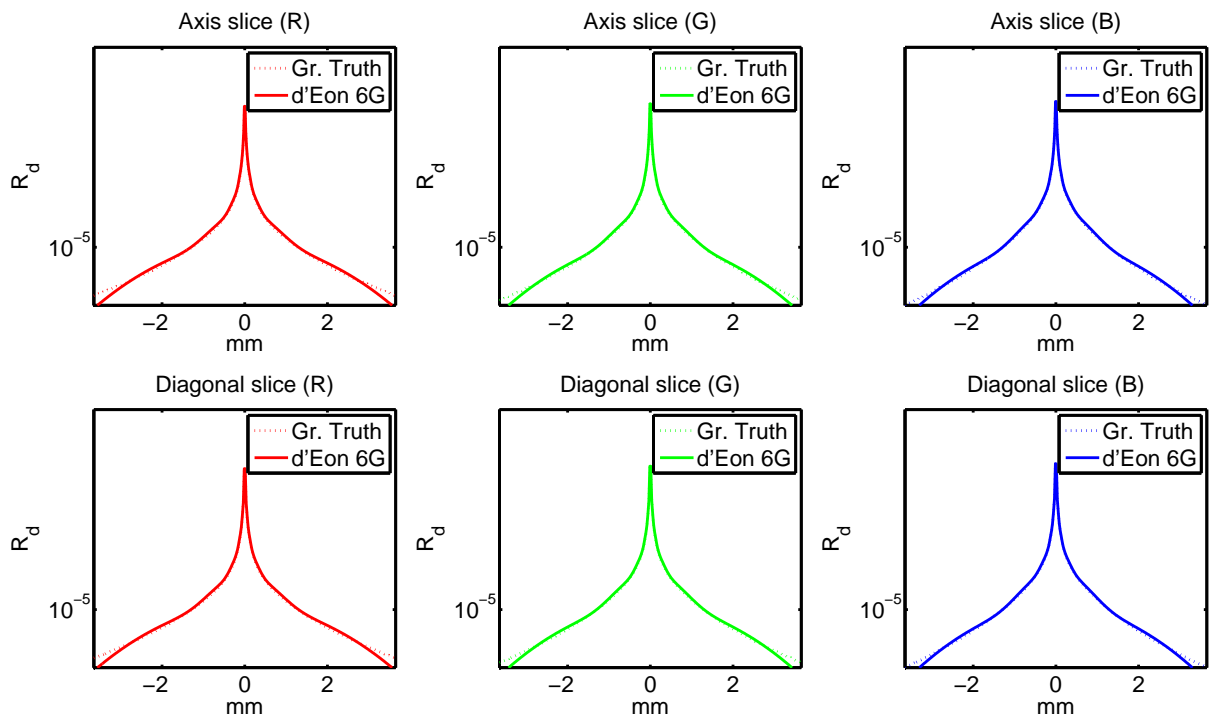 Axis slice (R)
Gr. Truth
d'Eon 6G
R_d
10^-5
−2 0 2
mm
Axis slice (G)
Gr. Truth
d'Eon 6G
R_d
10^-5
−2 0 2
mm
Axis slice (B)
Gr. Truth
d'Eon 6G
R_d
10^-5
−2 0 2
mm
Diagonal slice (R)
Gr. Truth
d'Eon 6G
R_d
10^-5
−2 0 2
mm
Diagonal slice (G)
Gr. Truth
d'Eon 6G
R_d
10^-5
−2 0 2
mm
Diagonal slice (B)
Gr. Truth
d'Eon 6G
R_d
10^-5
−2 0 2
mm